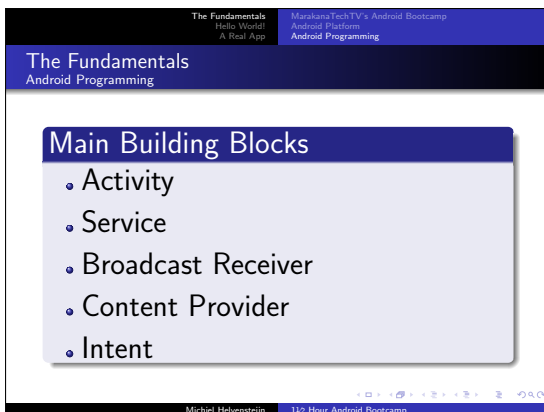 The Fundamentals
Hello World!
A Real App
MarakanaTechTV's Android Bootcamp
Android Platform
Android Programming
The Fundamentals
Android Programming
Main Building Blocks
Activity
Service
Broadcast Receiver
Content Provider
Intent
Michiel Helvensteijn
1½ Hour Android Bootcamp